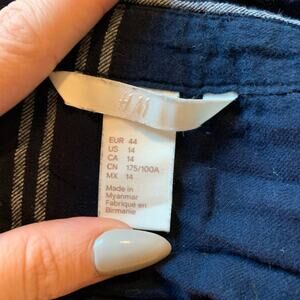 H&M
EUR 44
US 14
CA 14
CN 175/100A
MX 14
Made in
Myanmar
Fabriqué en
Birmanie